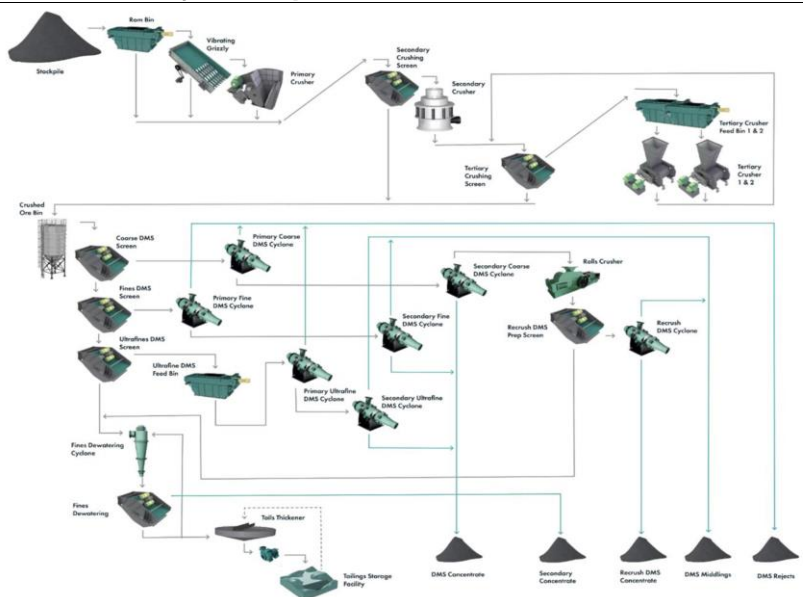 Rom Bin
Vibrating
Grizzly
Stockpile
Primary
Crusher
Secondary
Crushing
Screen
Secondary
Crusher
Tertiary
Crushing
Screen
Tertiary Crusher
Feed Bin 1 & 2
Tertiary
Crusher
1 & 2
Crushed
Ore Bin
Coarse DMS
Screen
Primary Coarse
DMS Cyclone
Secondary Coarse
DMS Cyclone
Rolls Crusher
Fines DMS
Screen
Primary Fine
DMS Cyclone
Secondary Fine
DMS Cyclone
Recrush DMS
Prep Screen
Recrush
DMS Cyclone
Ultrafines DMS
Screen
Ultrafine DMS
Feed Bin
Primary Ultrafine
DMS Cyclone
Secondary Ultrafine
DMS Cyclone
Fines Dewatering
Cyclone
Fines
Dewatering
Tails Thickener
Tailings Storage
Facility
DMS Concentrate
Secondary
Concentrate
Recrush DMS
Concentrate
DMS Middlings
DMS Rejects